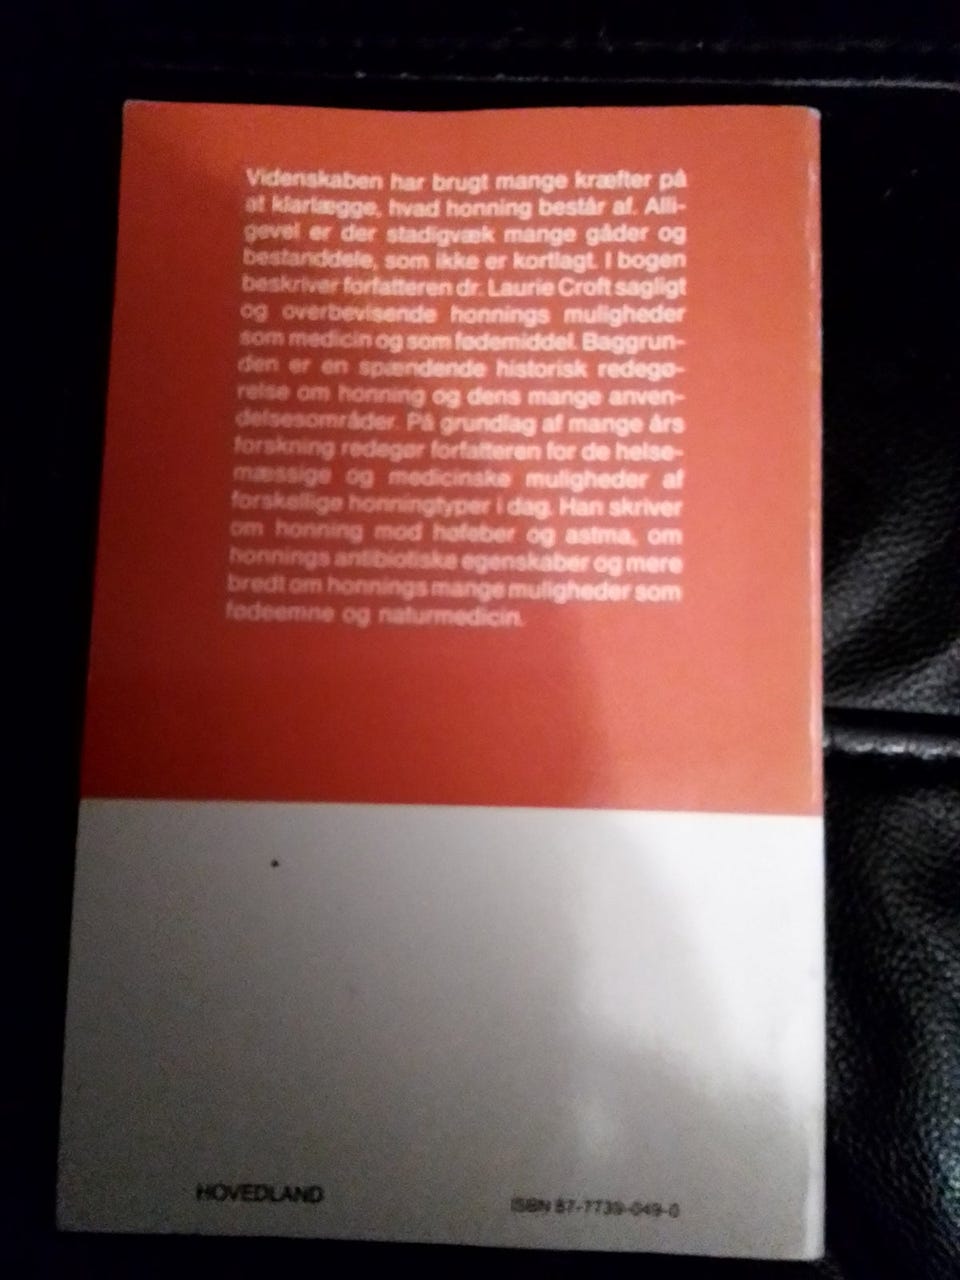 Videnskaben har brugt mange kræfter på
at klarlægge, hvad honning består af. Alli-
gevel er der stadigvæk mange gåder og
bestanddele, som ikke er kortlagt. I bogen
beskriver forfatteren dr. Laurie Croft sagligt
og overbevisende honnings muligheder
som medicin og som fødemiddel. Baggrun-
den er en spændende historisk redegø-
relse om honning og dens mange anven-
delsesområder. På grundlag af mange års
forskning redegør forfatteren for de helse-
mæssige og medicinske muligheder af
forskellige honningtyper i dag. Han skriver
om honning mod høfeber og astma, om
honnings antibiotiske egenskaber og mere
bredt om honnings mange muligheder som
fødeemne og naturmedicin.
HOVEDLAND
ISBN 87-7739-049-0